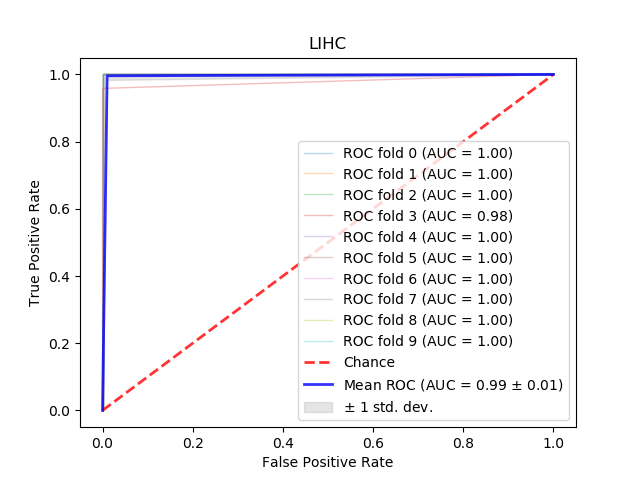 LIHC
True Positive Rate
1.0
0.8
0.6
0.4
0.2
0.0
ROC fold 0 (AUC = 1.00)
ROC fold 1 (AUC = 1.00)
ROC fold 2 (AUC = 1.00)
ROC fold 3 (AUC = 0.98)
ROC fold 4 (AUC = 1.00)
ROC fold 5 (AUC = 1.00)
ROC fold 6 (AUC = 1.00)
ROC fold 7 (AUC = 1.00)
ROC fold 8 (AUC = 1.00)
ROC fold 9 (AUC = 1.00)
Chance
Mean ROC (AUC = 0.99 ± 0.01)
± 1 std. dev.
0.0 0.2 0.4 0.6 0.8 1.0
False Positive Rate